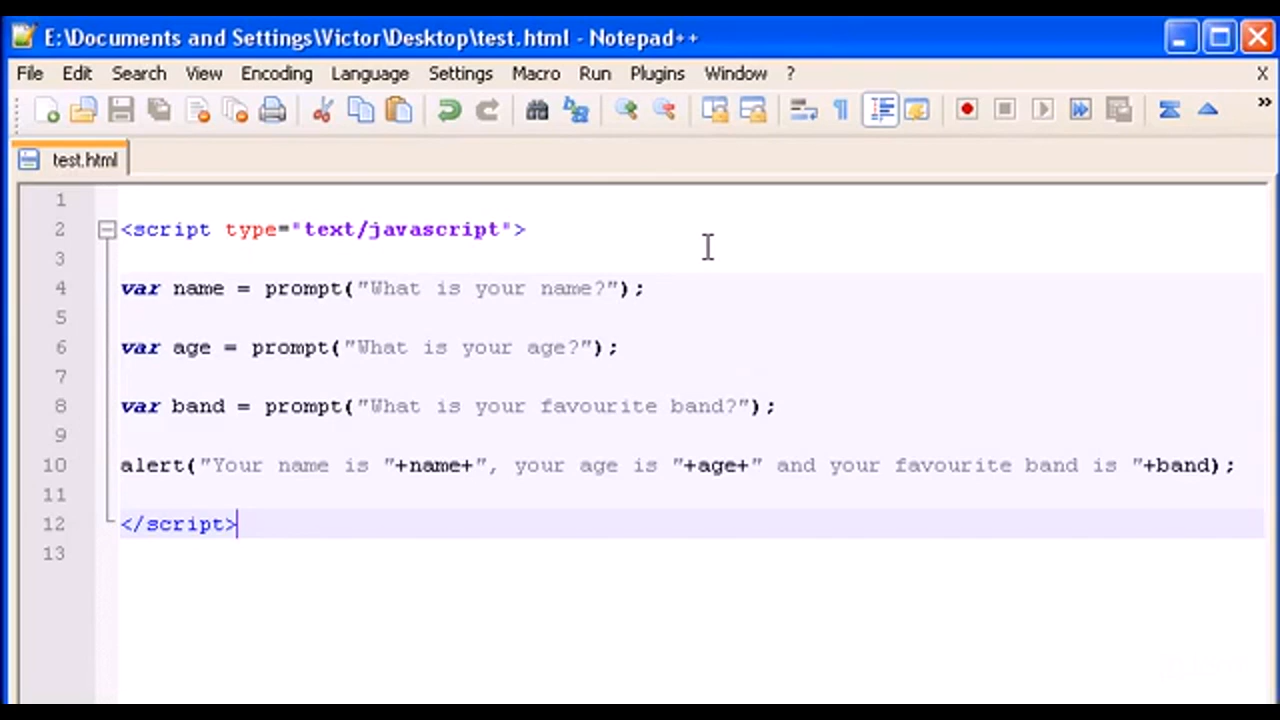 E:\Documents and Settings\Victor\Desktop\test.html - Notepad++
File Edit Search View Encoding Language Settings Macro Run Plugins Window ? X
test.html
1
2 <script type="text/javascript">
3
4 var name = prompt("What is your name?");
5
6 var age = prompt("What is your age?");
7
8 var band = prompt("What is your favourite band?");
9
10 alert("Your name is "+name+", your age is "+age+" and your favourite band is "+band);
11
12 </script>
13